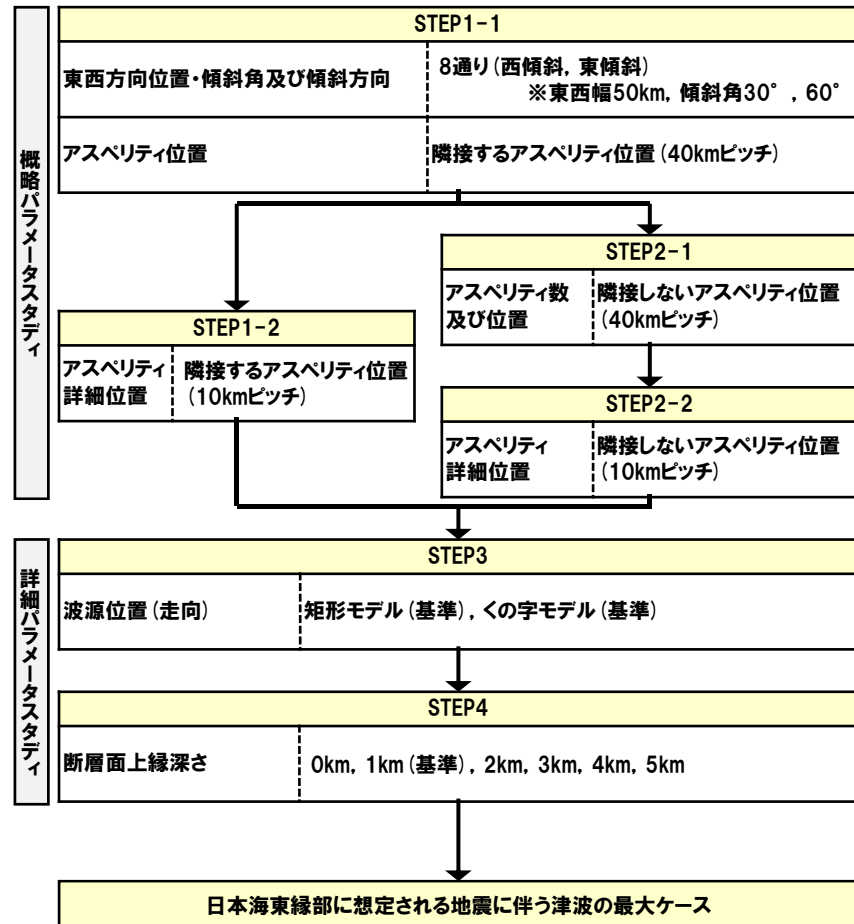 概略パラメータスタディ
STEP1-1
東西方向位置・傾斜角及び傾斜方向
8通り(西傾斜, 東傾斜)
※東西幅50km, 傾斜角30°, 60°
アスペリティ位置
隣接するアスペリティ位置(40kmピッチ)
STEP1-2
アスペリティ
詳細位置
隣接するアスペリティ位置
(10kmピッチ)
STEP2-1
アスペリティ数
及び位置
隣接しないアスペリティ位置
(40kmピッチ)
STEP2-2
アスペリティ
詳細位置
隣接しないアスペリティ位置
(10kmピッチ)
詳細パラメータスタディ
STEP3
波源位置(走向)
矩形モデル(基準), くの字モデル(基準)
STEP4
断層面上縁深さ
0km, 1km(基準), 2km, 3km, 4km, 5km
日本海東縁部に想定される地震に伴う津波の最大ケース